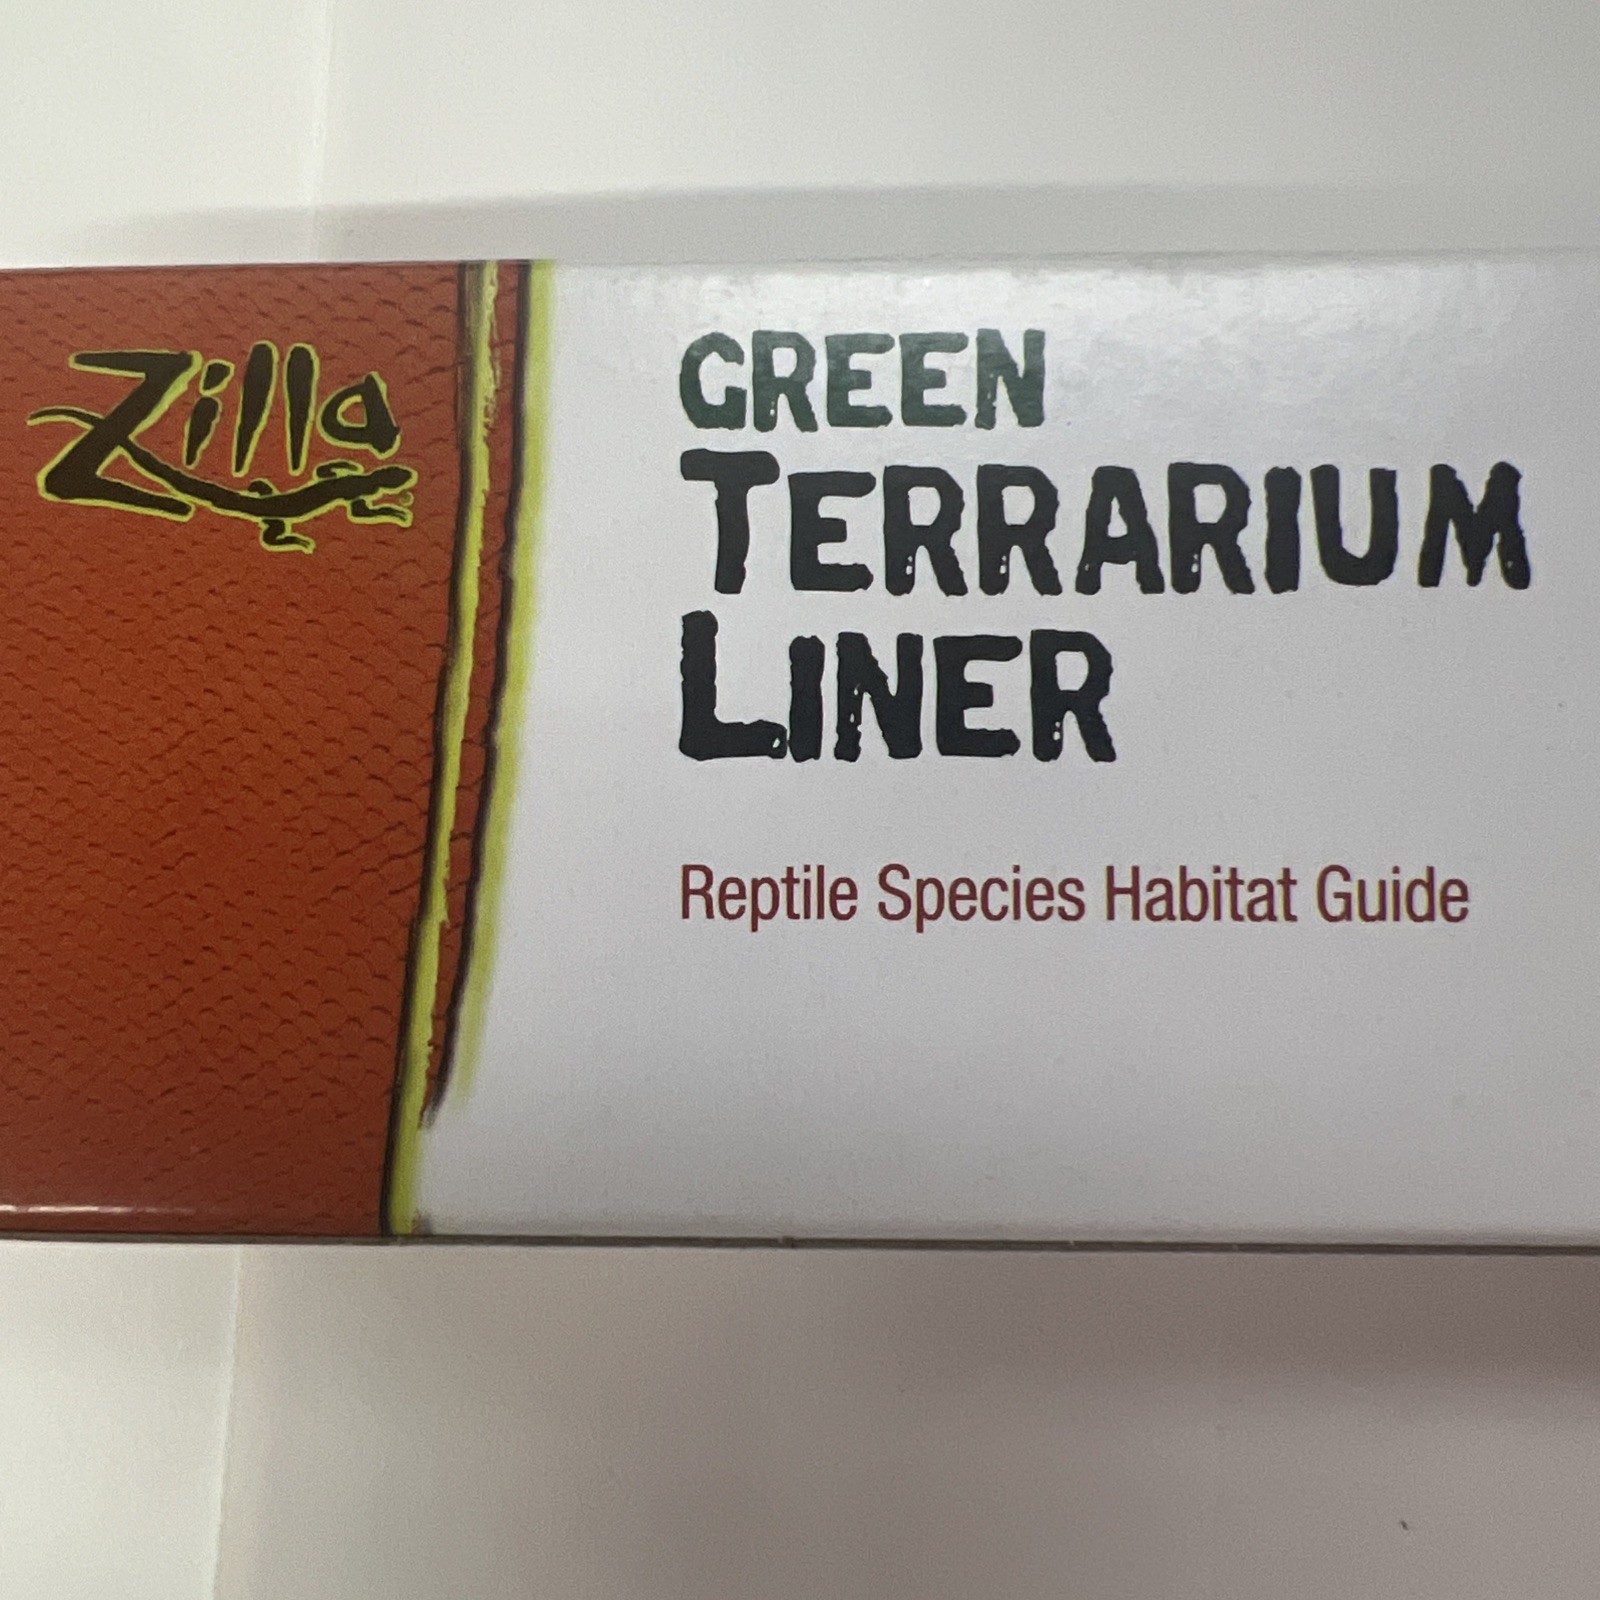 Zilla
GREEN
TERRARIUM
LINER
Reptile Species Habitat Guide